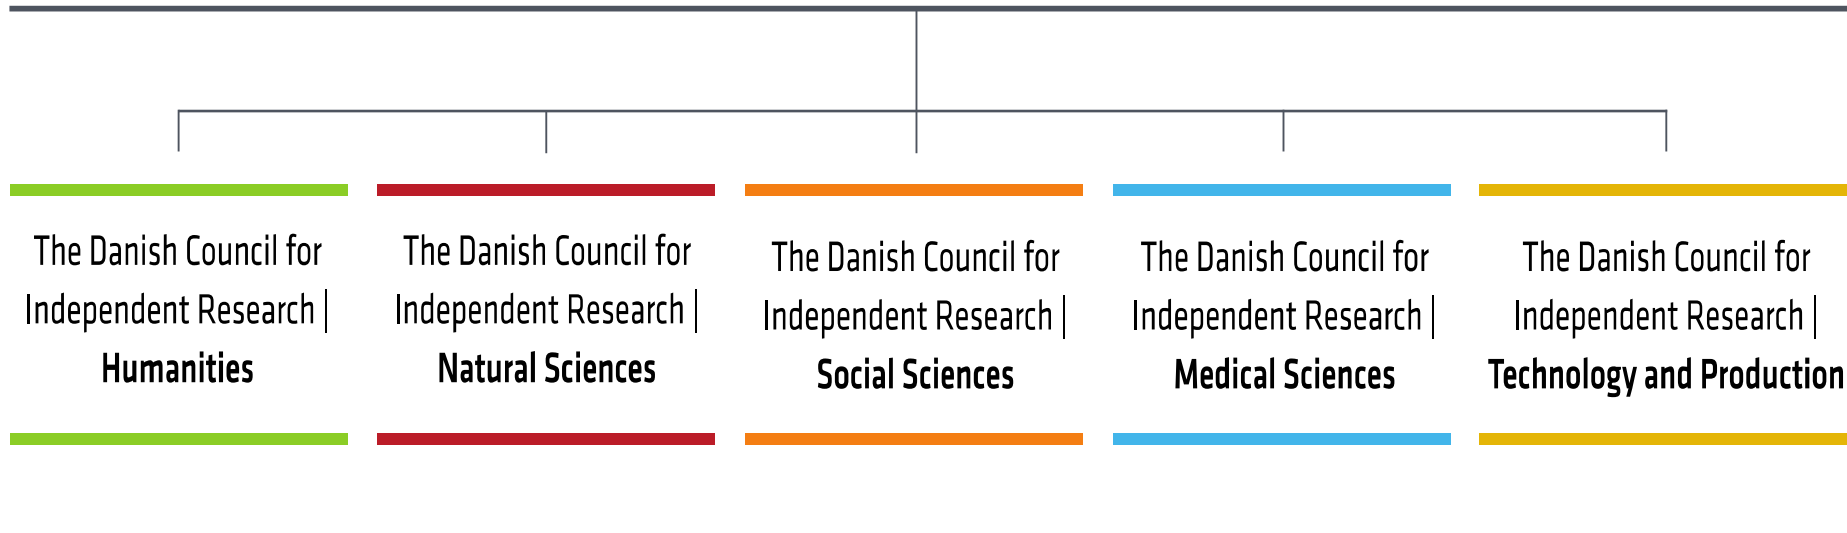 The Danish Council for
Independent Research |
Humanities
The Danish Council for
Independent Research |
Natural Sciences
The Danish Council for
Independent Research |
Social Sciences
The Danish Council for
Independent Research |
Medical Sciences
The Danish Council for
Independent Research |
Technology and Production